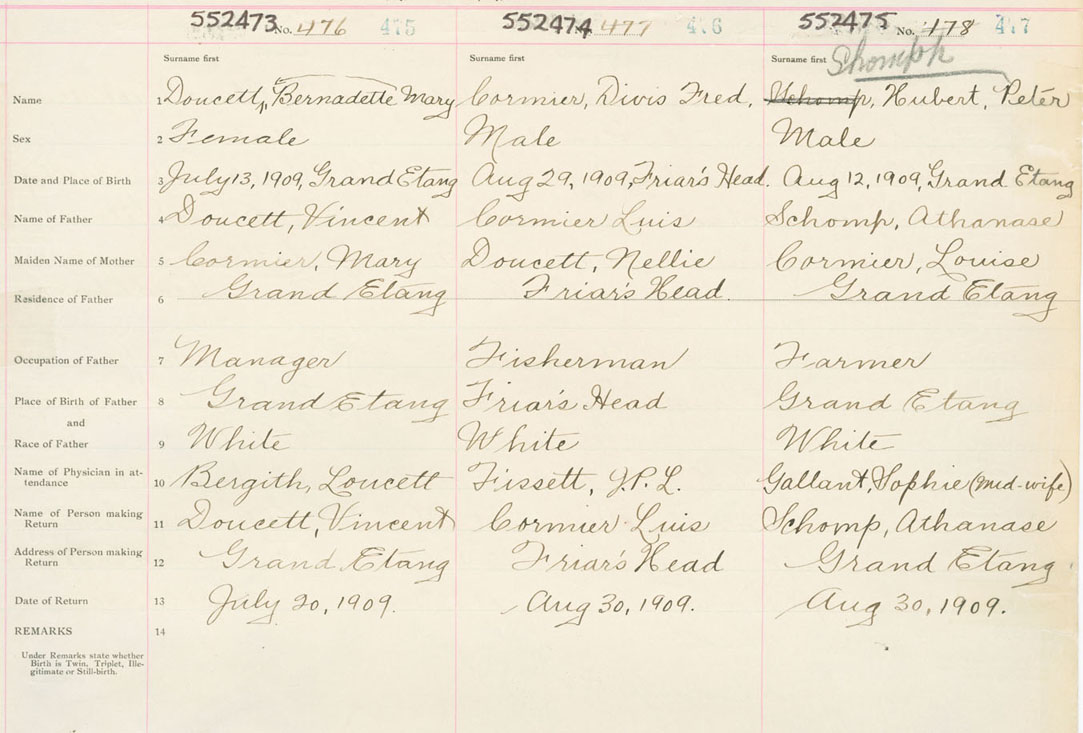 552473 No. 476 475 552474 477 476 552475 No. 478 477
Surname first Surname first Surname first Shomph
Name 1 Doucett, Bernadette Mary Cormier, Divis Fred, Hubert, Peter
Sex 2 Female Male Male
Date and Place of Birth 3 July 13, 1909, Grand Etang Aug 29, 1909, Friar's Head. Aug 12, 1909, Grand Etang
Name of Father 4 Doucett, Vincent Cormier Luis Schomp, Athanase
Maiden Name of Mother 5 Cormier, Mary Doucett, Nellie Cormier, Louise
Residence of Father 6 Grand Etang Friar's Head. Grand Etang
Occupation of Father 7 Manager Fisherman Farmer
Place of Birth of Father 8 Grand Etang Friar's Head Grand Etang
and
Race of Father 9 White White White
Name of Physician in at-
tendance 10 Bergith, Loucett Fissett, J.P.L. Gallant, Sophie (Mid-wife)
Name of Person making
Return 11 Doucett, Vincent Cormier Luis Schomp, Athanase
Address of Person making
Return 12 Grand Etang Friar's Head Grand Etang
Date of Return 13 July 20, 1909. Aug 30, 1909. Aug 30, 1909.
REMARKS 14
Under Remarks state whether
Birth is Twin, Triplet, Ille-
gitimate or Still-birth.